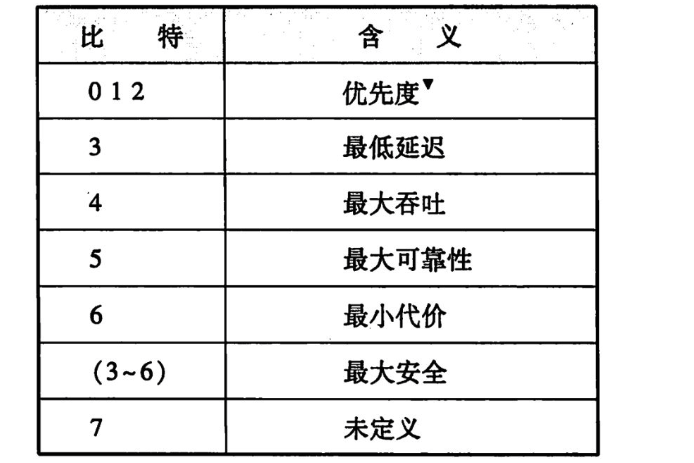 比 特 含 义
0 1 2 优先度▼
3 最低延迟
4 最大吞吐
5 最大可靠性
6 最小代价
(3~6) 最大安全
7 未定义